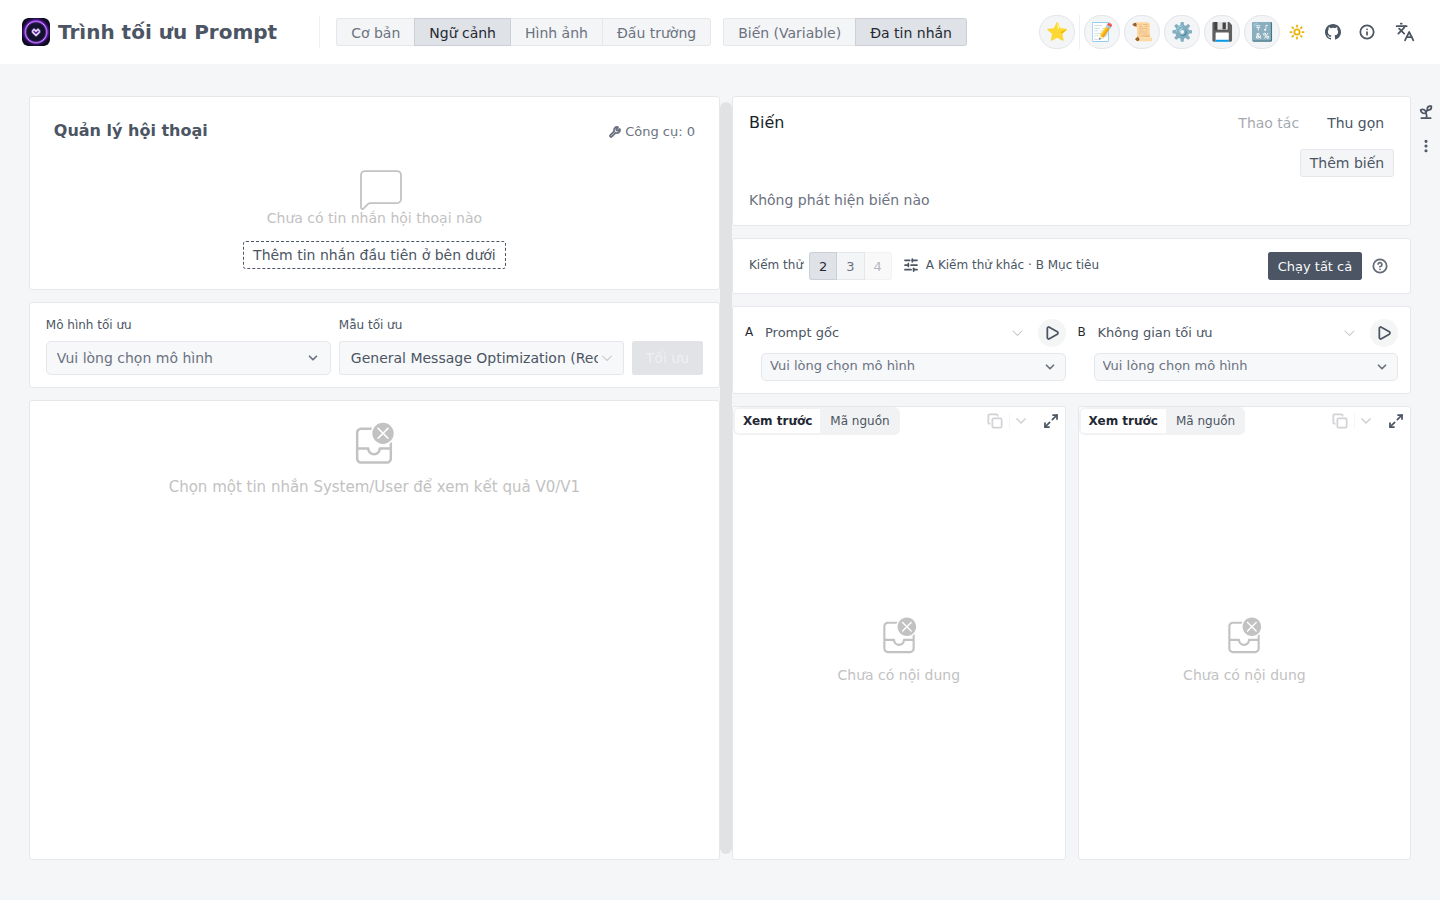 Trình tối ưu Prompt
Cơ bản
Ngữ cảnh
Hình ảnh
Đấu trường
Biến (Variable)
Đa tin nhắn
Quản lý hội thoại
Công cụ: 0
Chưa có tin nhắn hội thoại nào
Thêm tin nhắn đầu tiên ở bên dưới
Mô hình tối ưu
Mẫu tối ưu
Vui lòng chọn mô hình
General Message Optimization (Rec
Tối ưu
Chọn một tin nhắn System/User để xem kết quả V0/V1
Biến
Thao tác
Thu gọn
Thêm biến
Không phát hiện biến nào
Kiểm thử
2
3
4
A Kiểm thử khác · B Mục tiêu
Chạy tất cả
A
Prompt gốc
B
Không gian tối ưu
Vui lòng chọn mô hình
Vui lòng chọn mô hình
Xem trước
Mã nguồn
Xem trước
Mã nguồn
Chưa có nội dung
Chưa có nội dung